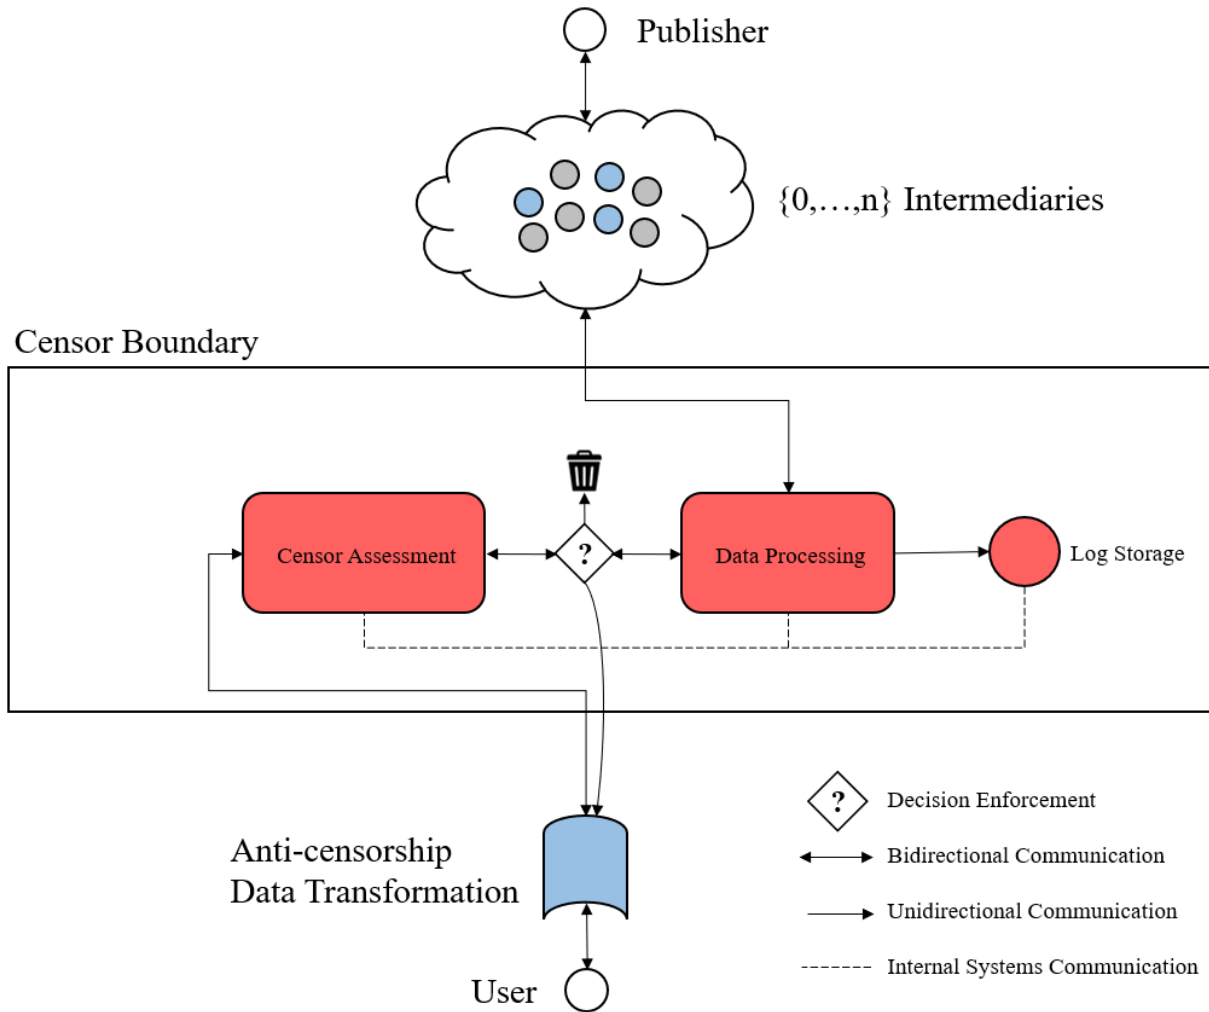 Publisher
{0,…,n} Intermediaries
Censor Boundary
Censor Assessment
?
Data Processing
Log Storage
?
Decision Enforcement
Bidirectional Communication
Anti-censorship
Data Transformation
Unidirectional Communication
Internal Systems Communication
User